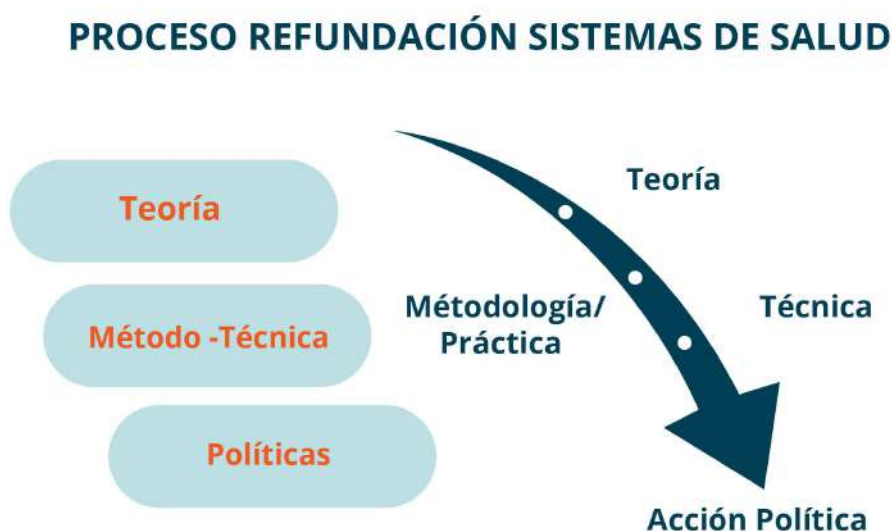 PROCESO REFUNDACIÓN SISTEMAS DE SALUD
Teoría
Método -Técnica
Políticas
Teoría
Métodología/
Práctica
Técnica
Acción Política